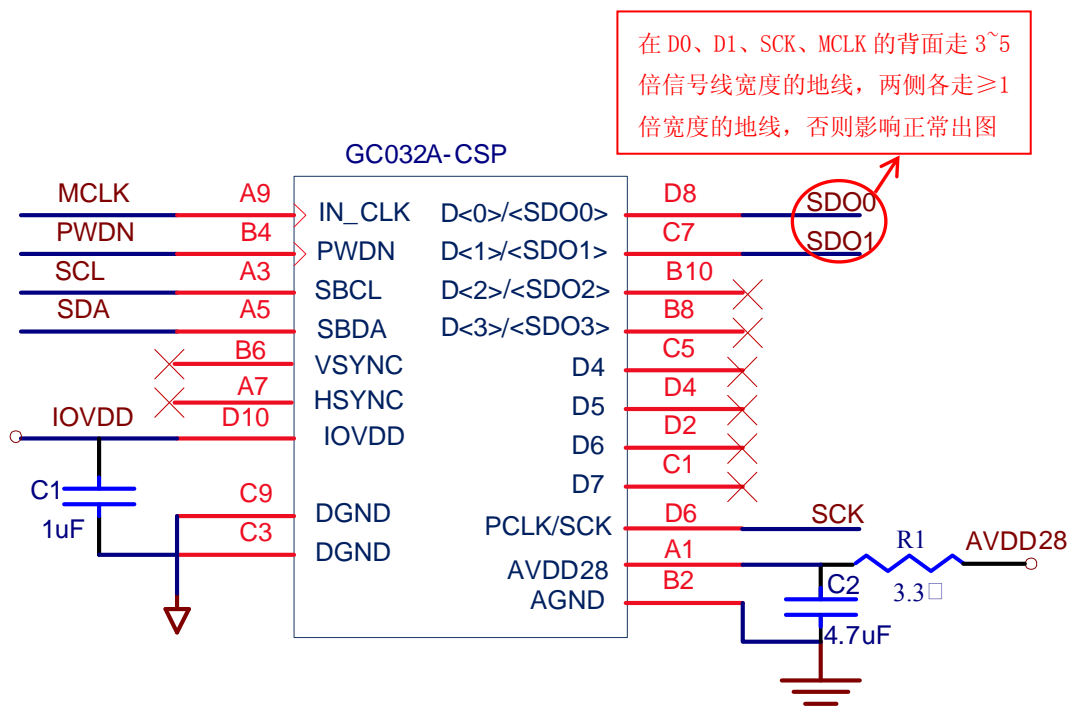 在 D0、D1、SCK、MCLK 的背面走 3~5
倍信号线宽度的地线，两侧各走≥1
倍宽度的地线，否则影响正常出图
GC032A-CSP
MCLK A9 IN_CLK D<0>/<SDO0> D8 SDO0
PWDN B4 PWDN D<1>/<SDO1> C7 SDO1
SCL A3 SBCL D<2>/<SDO2> B10
SDA A5 SBDA D<3>/<SDO3> B8
B6 VSYNC D4 C5
A7 HSYNC D5 D4
IOVDD D10 IOVDD D6 D2
D7 C1
C1 1uF
C9 DGND
C3 DGND
PCLK/SCK D6 SCK
AVDD28 A1 R1 AVDD28
3.3□
AGND B2
C2
4.7uF